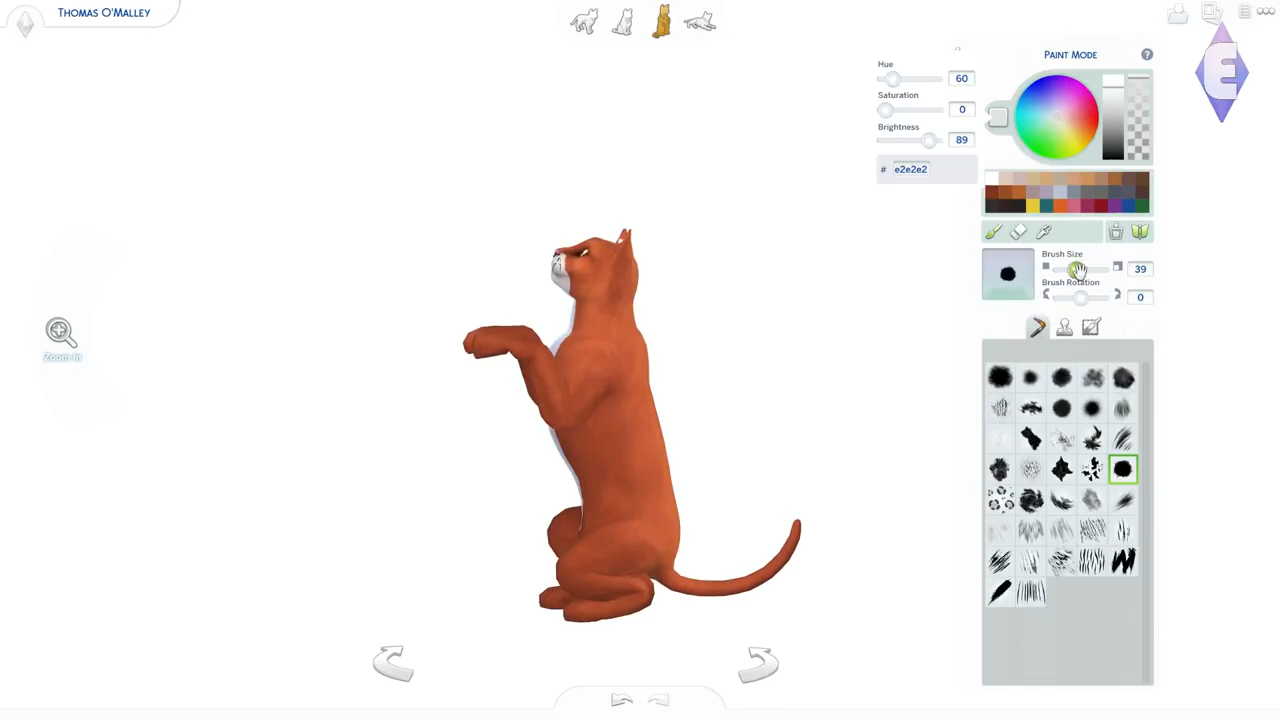 THOMAS O'MALLEY
PAINT MODE
?
E
Hue
60
Saturation
0
Brightness
89
# e2e2e2
Brush Size
39
Brush Rotation
0
Zoom In